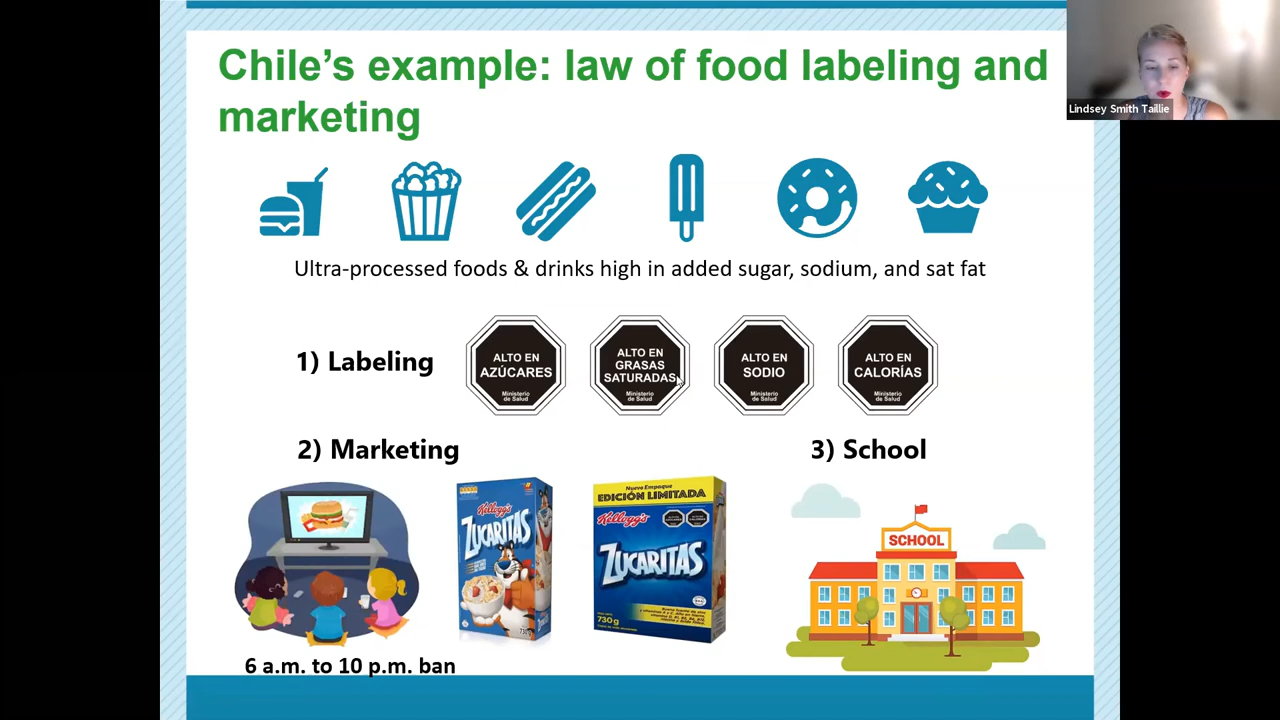 Chile's example: law of food labeling and
marketing
Lindsey Smith Taillie
Ultra-processed foods & drinks high in added sugar, sodium, and sat fat
1) Labeling
ALTO EN
AZÚCARES
Ministerio
de Salud
ALTO EN
GRASAS
SATURADAS
Ministerio
de Salud
ALTO EN
SODIO
Ministerio
de Salud
ALTO EN
CALORÍAS
Ministerio
de Salud
2) Marketing
3) School
Kellogg's
ZUCARITAS
Nuevo Empaque
EDICIÓN LIMITADA
Kellogg's
ZUCARITAS
730 g
SCHOOL
6 a.m. to 10 p.m. ban